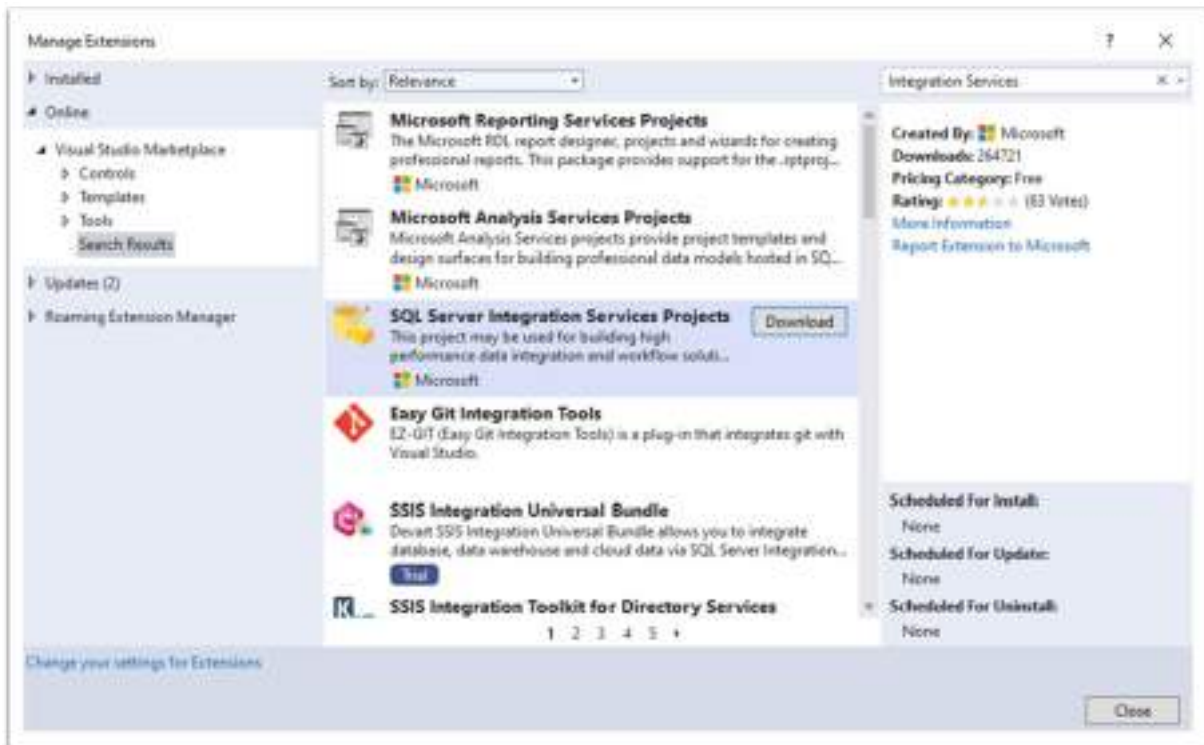 Manage Extensions
? ×
Installed
Online
Visual Studio Marketplace
Controls
Templates
Tools
Search Results
Updates (2)
Roaming Extension Manager
Sort by: Relevance
Microsoft Reporting Services Projects
The Microsoft RDL report designer, projects and wizards for creating
professional reports. This package provides support for the .rptproj...
Microsoft
Microsoft Analysis Services Projects
Microsoft Analysis Services projects provide project templates and
design surfaces for building professional data models hosted in SQ...
Microsoft
SQL Server Integration Services Projects
Download
This project may be used for building high
performance data integration and workflow soluti...
Microsoft
Easy Git Integration Tools
EZ-GIT (Easy Git Integration Tools) is a plug-in that integrates git with
Visual Studio.
SSIS Integration Universal Bundle
Devart SSIS Integration Universal Bundle allows you to integrate
database, data warehouse and cloud data via SQL Server Integration...
Trial
SSIS Integration Toolkit for Directory Services
1 2 3 4 5
Integration Services
Created By: Microsoft
Downloads: 264721
Pricing Category: Free
Rating: (63 Votes)
More Information
Report Extension to Microsoft
Scheduled For Install:
None
Scheduled For Update:
None
Scheduled For Uninstall:
None
Change your settings for Extensions
Close